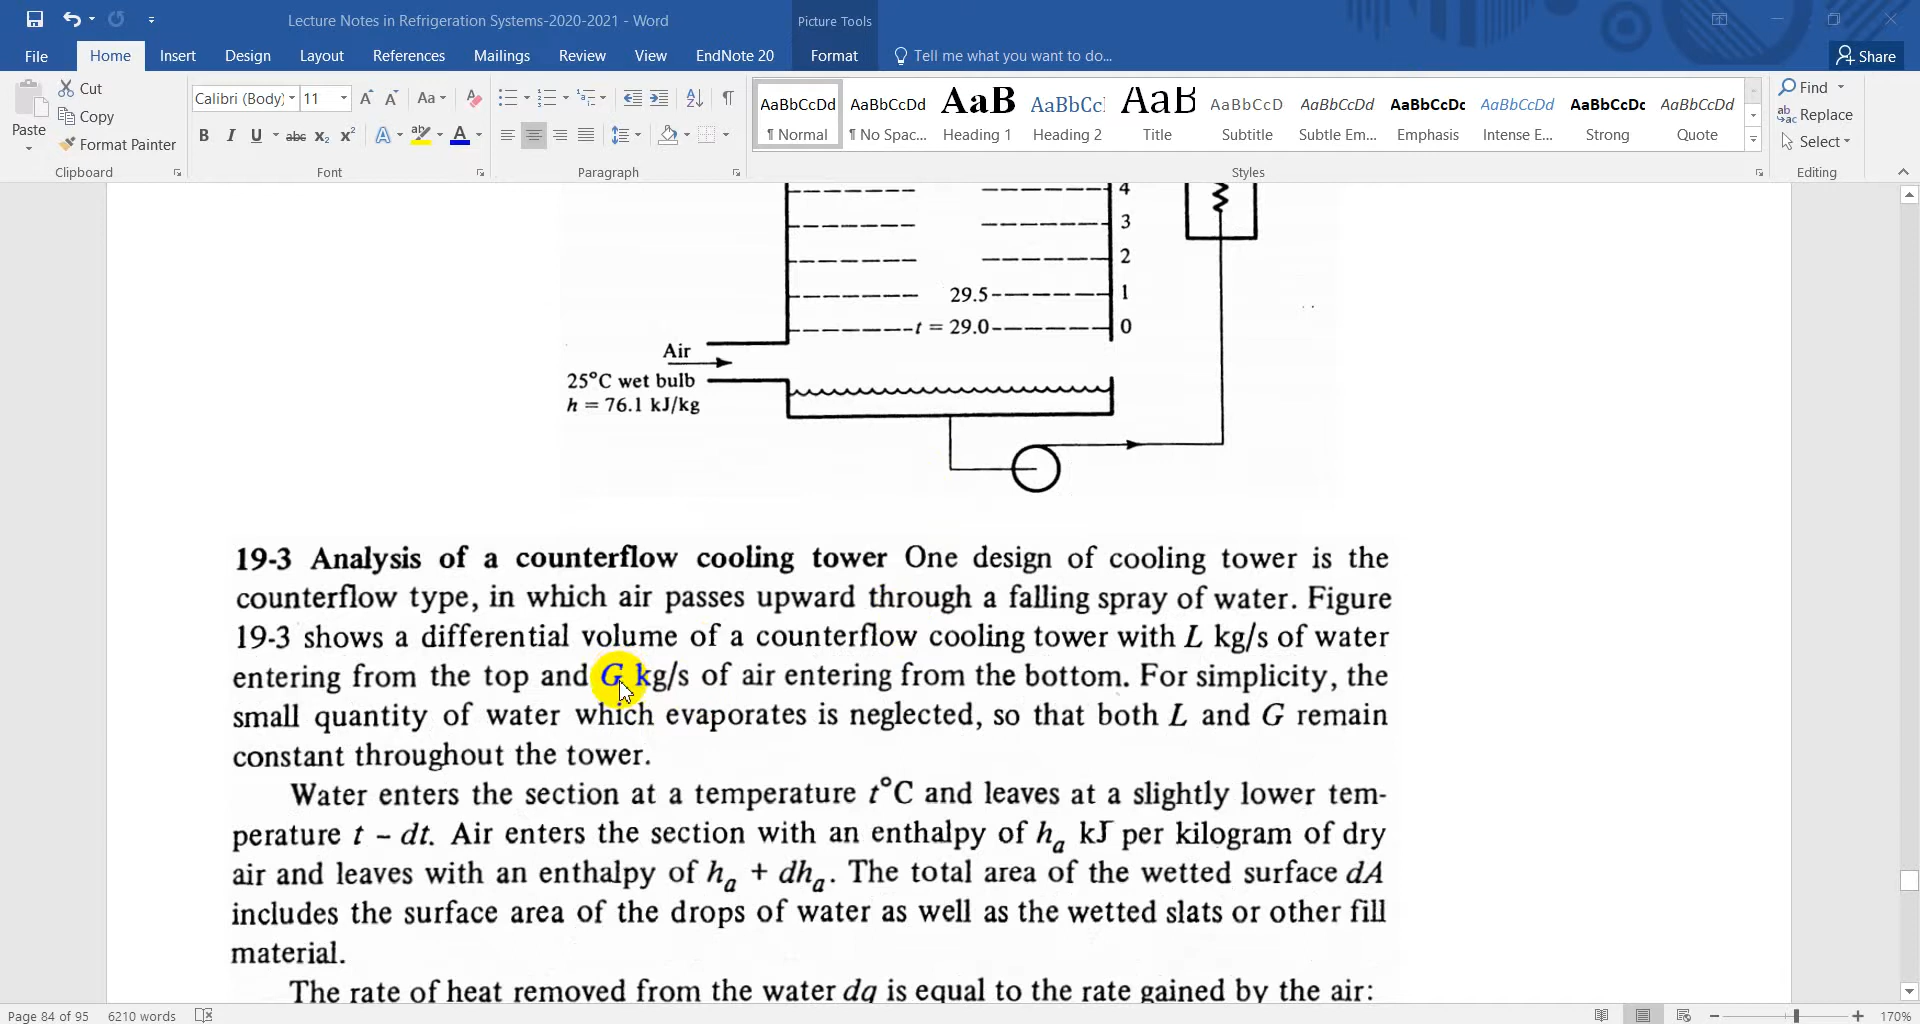 Lecture Notes in Refrigeration Systems-2020-2021 - Word
Picture Tools
File Home Insert Design Layout References Mailings Review View EndNote 20 Format Tell me what you want to do... Share
Paste
Cut
Copy
Format Painter
Clipboard
Calibri (Body) 11
Aa
B I U abc x₂ x² A A
Font
Paragraph
AaBbCcDd AaBbCcDd AaB AaBbCc AaB AaBbCcD AaBbCcDd AaBbCcDc AaBbCcDd AaBbCcDc AaBbCcDd
¶ Normal ¶ No Spac... Heading 1 Heading 2 Title Subtitle Subtle Em... Emphasis Intense E... Strong Quote
Styles
Find
Replace
Select
Editing
4
3
2
29.5 1
t = 29.0 0
Air
25°C wet bulb
h = 76.1 kJ/kg
19-3 Analysis of a counterflow cooling tower One design of cooling tower is the
counterflow type, in which air passes upward through a falling spray of water. Figure
19-3 shows a differential volume of a counterflow cooling tower with L kg/s of water
entering from the top and G kg/s of air entering from the bottom. For simplicity, the
small quantity of water which evaporates is neglected, so that both L and G remain
constant throughout the tower.
Water enters the section at a temperature t°C and leaves at a slightly lower tem-
perature t – dt. Air enters the section with an enthalpy of hₐ kJ per kilogram of dry
air and leaves with an enthalpy of hₐ + dhₐ. The total area of the wetted surface dA
includes the surface area of the drops of water as well as the wetted slats or other fill
material.
The rate of heat removed from the water dq is equal to the rate gained by the air:
Page 84 of 95 6210 words 170%